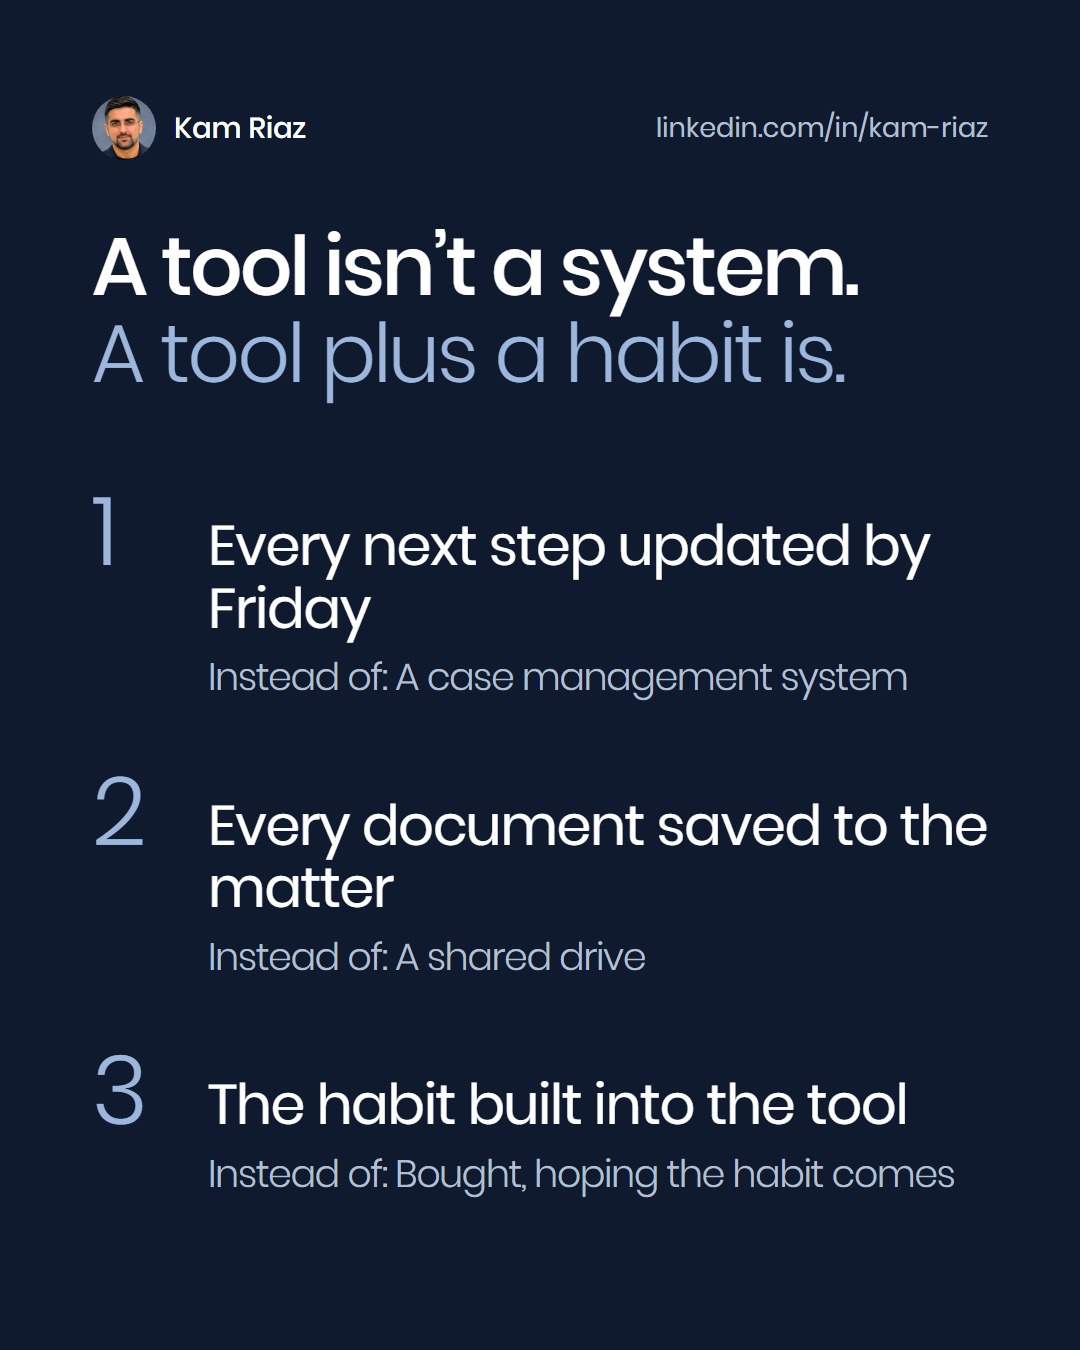 Kam Riaz
linkedin.com/in/kam-riaz
A tool isn’t a system.
A tool plus a habit is.
1
Every next step updated by
Friday
Instead of: A case management system
2
Every document saved to the
matter
Instead of: A shared drive
3
The habit built into the tool
Instead of: Bought, hoping the habit comes